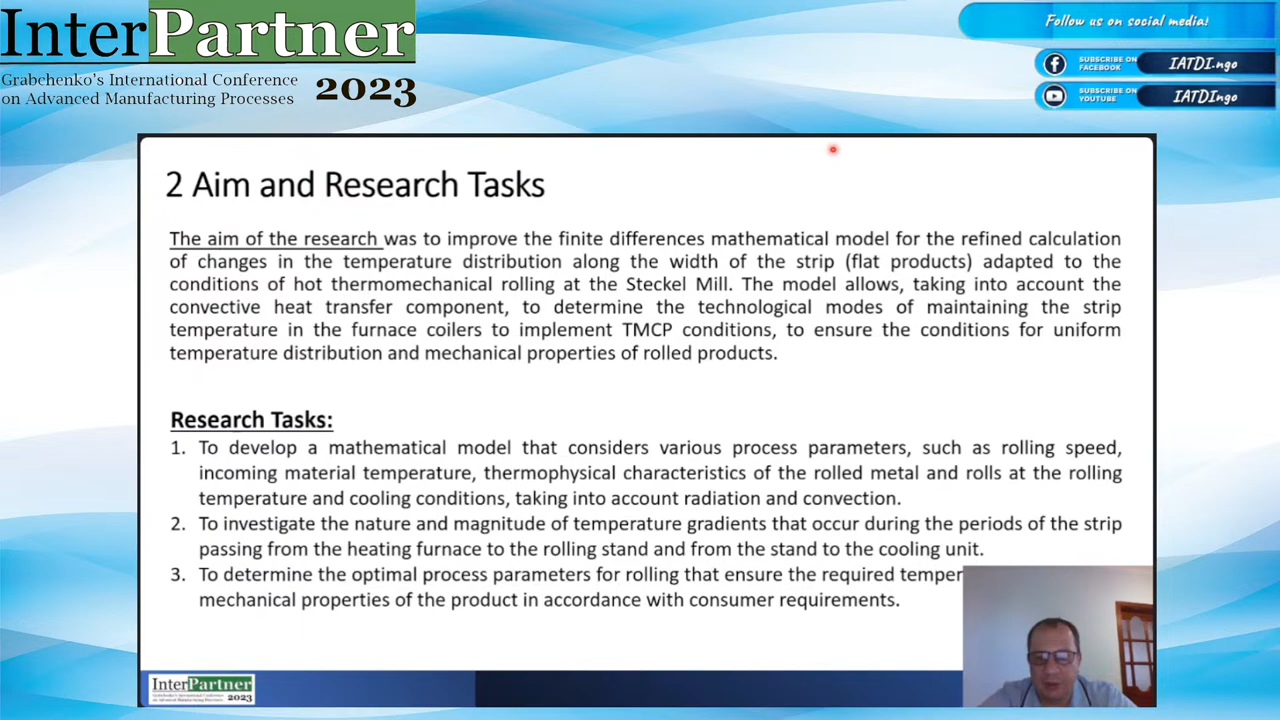 InterPartner
Grabchenko's International Conference
on Advanced Manufacturing Processes
2023
Follow us on social media!
SUBSCRIBE ON
FACEBOOK
IATDI.ngo
SUBSCRIBE ON
YOUTUBE
IATDIngo
2 Aim and Research Tasks
The aim of the research was to improve the finite differences mathematical model for the refined calculation
of changes in the temperature distribution along the width of the strip (flat products) adapted to the
conditions of hot thermomechanical rolling at the Steckel Mill. The model allows, taking into account the
convective heat transfer component, to determine the technological modes of maintaining the strip
temperature in the furnace coilers to implement TMCP conditions, to ensure the conditions for uniform
temperature distribution and mechanical properties of rolled products.
Research Tasks:
1. To develop a mathematical model that considers various process parameters, such as rolling speed,
incoming material temperature, thermophysical characteristics of the rolled metal and rolls at the rolling
temperature and cooling conditions, taking into account radiation and convection.
2. To investigate the nature and magnitude of temperature gradients that occur during the periods of the strip
passing from the heating furnace to the rolling stand and from the stand to the cooling unit.
3. To determine the optimal process parameters for rolling that ensure the required temper
mechanical properties of the product in accordance with consumer requirements.
InterPartner
Grabchenko's International Conference
on Advanced Manufacturing Processes
2023